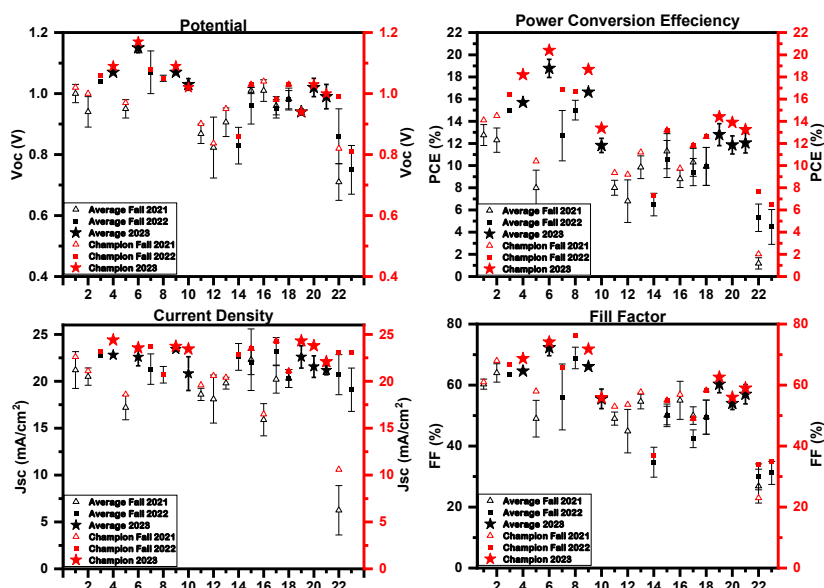 Potential
Power Conversion Effeciency
1.2
1.0
0.8
0.6
0.4
Voc (V)
Average Fall 2021
Average Fall 2022
Average 2023
Champion Fall 2021
Champion Fall 2022
Champion 2023
2 4 6 8 10 12 14 16 18 20 22
1.2
1.0
0.8
0.6
0.4
Voc (V)
22
20
18
16
14
12
10
8
6
4
2
0
PCE (%)
Average Fall 2021
Average Fall 2022
Average 2023
Champion Fall 2021
Champion Fall 2022
Champion 2023
2 4 6 8 10 12 14 16 18 20 22
22
20
18
16
14
12
10
8
6
4
2
0
PCE (%)
Current Density
Fill Factor
25
20
15
10
5
0
Jsc (mA/cm²)
Average Fall 2021
Average Fall 2022
Average 2023
Champion Fall 2021
Champion Fall 2022
Champion 2023
2 4 6 8 10 12 14 16 18 20 22
25
20
15
10
5
0
Jsc (mA/cm²)
80
60
40
20
0
FF (%)
Average Fall 2021
Average Fall 2022
Average 2023
Champion Fall 2021
Champion Fall 2022
Champion 2023
2 4 6 8 10 12 14 16 18 20 22
80
70
60
50
40
30
20
10
0
FF (%)